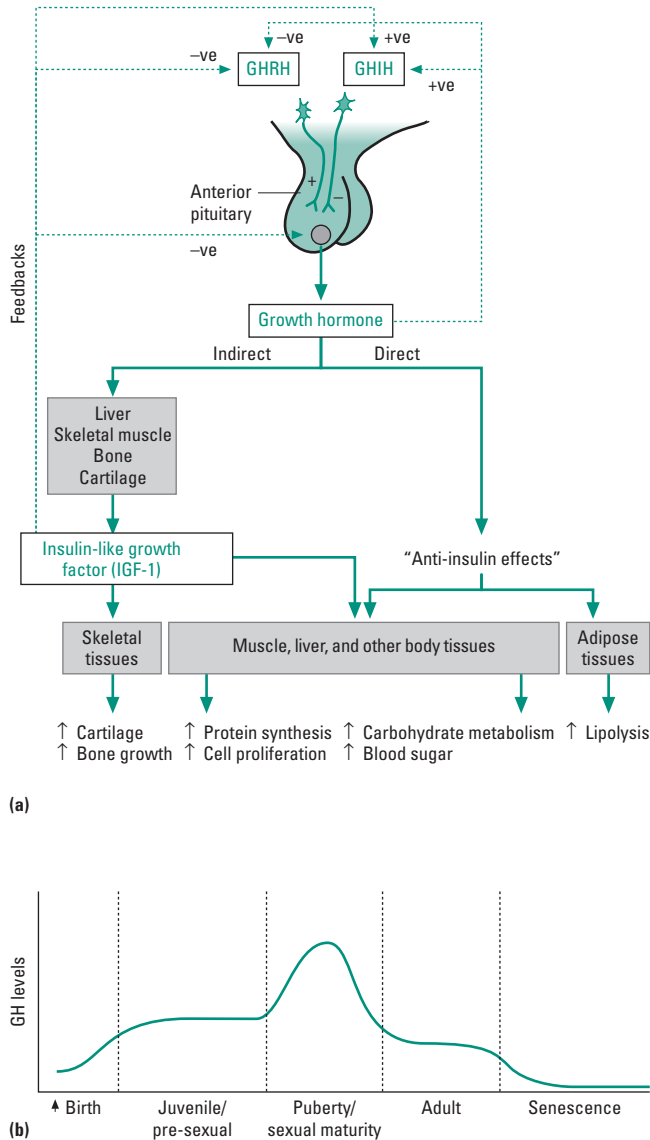 –ve
+ve
–ve
GHRH
GHIH
+ve
Anterior
pituitary
+
–
–ve
Feedbacks
Growth hormone
Indirect
Direct
Liver
Skeletal muscle
Bone
Cartilage
Insulin-like growth
factor (IGF-1)
“Anti-insulin effects”
Skeletal
tissues
Muscle, liver, and other body tissues
Adipose
tissues
↑ Cartilage
↑ Bone growth
↑ Protein synthesis
↑ Cell proliferation
↑ Carbohydrate metabolism
↑ Blood sugar
↑ Lipolysis
(a)
GH levels
Birth
Juvenile/
pre-sexual
Puberty/
sexual maturity
Adult
Senescence
(b)